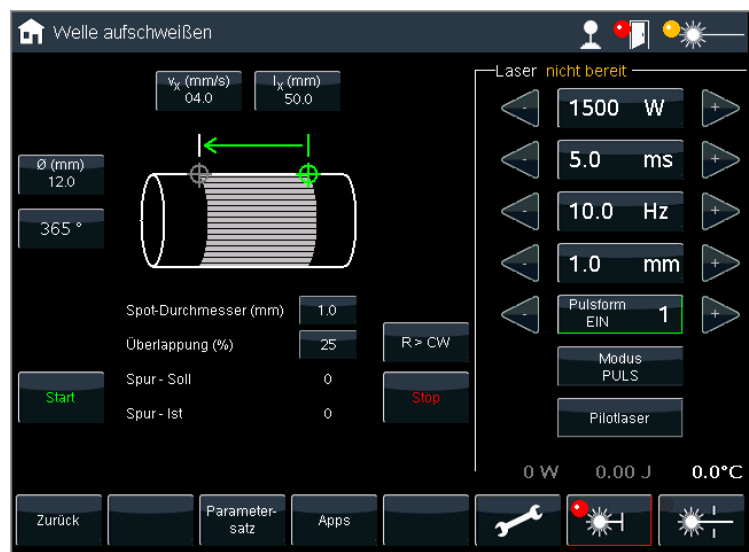 Welle aufschweißen
Laser nicht bereit
vX (mm/s)
04.0
lX (mm)
50.0
- 1500 W +
Ø (mm)
12.0
- 5.0 ms +
365 °
- 10.0 Hz +
- 1.0 mm +
Spot-Durchmesser (mm) 1.0
Pulsform
EIN
- 1 +
Überlappung (%) 25
R > CW
Modus
PULS
Spur - Soll 0
Start
Stop
Spur - Ist 0
Pilotlaser
0 W 0.00 J 0.0°C
Zurück
Parameter-
satz
Apps